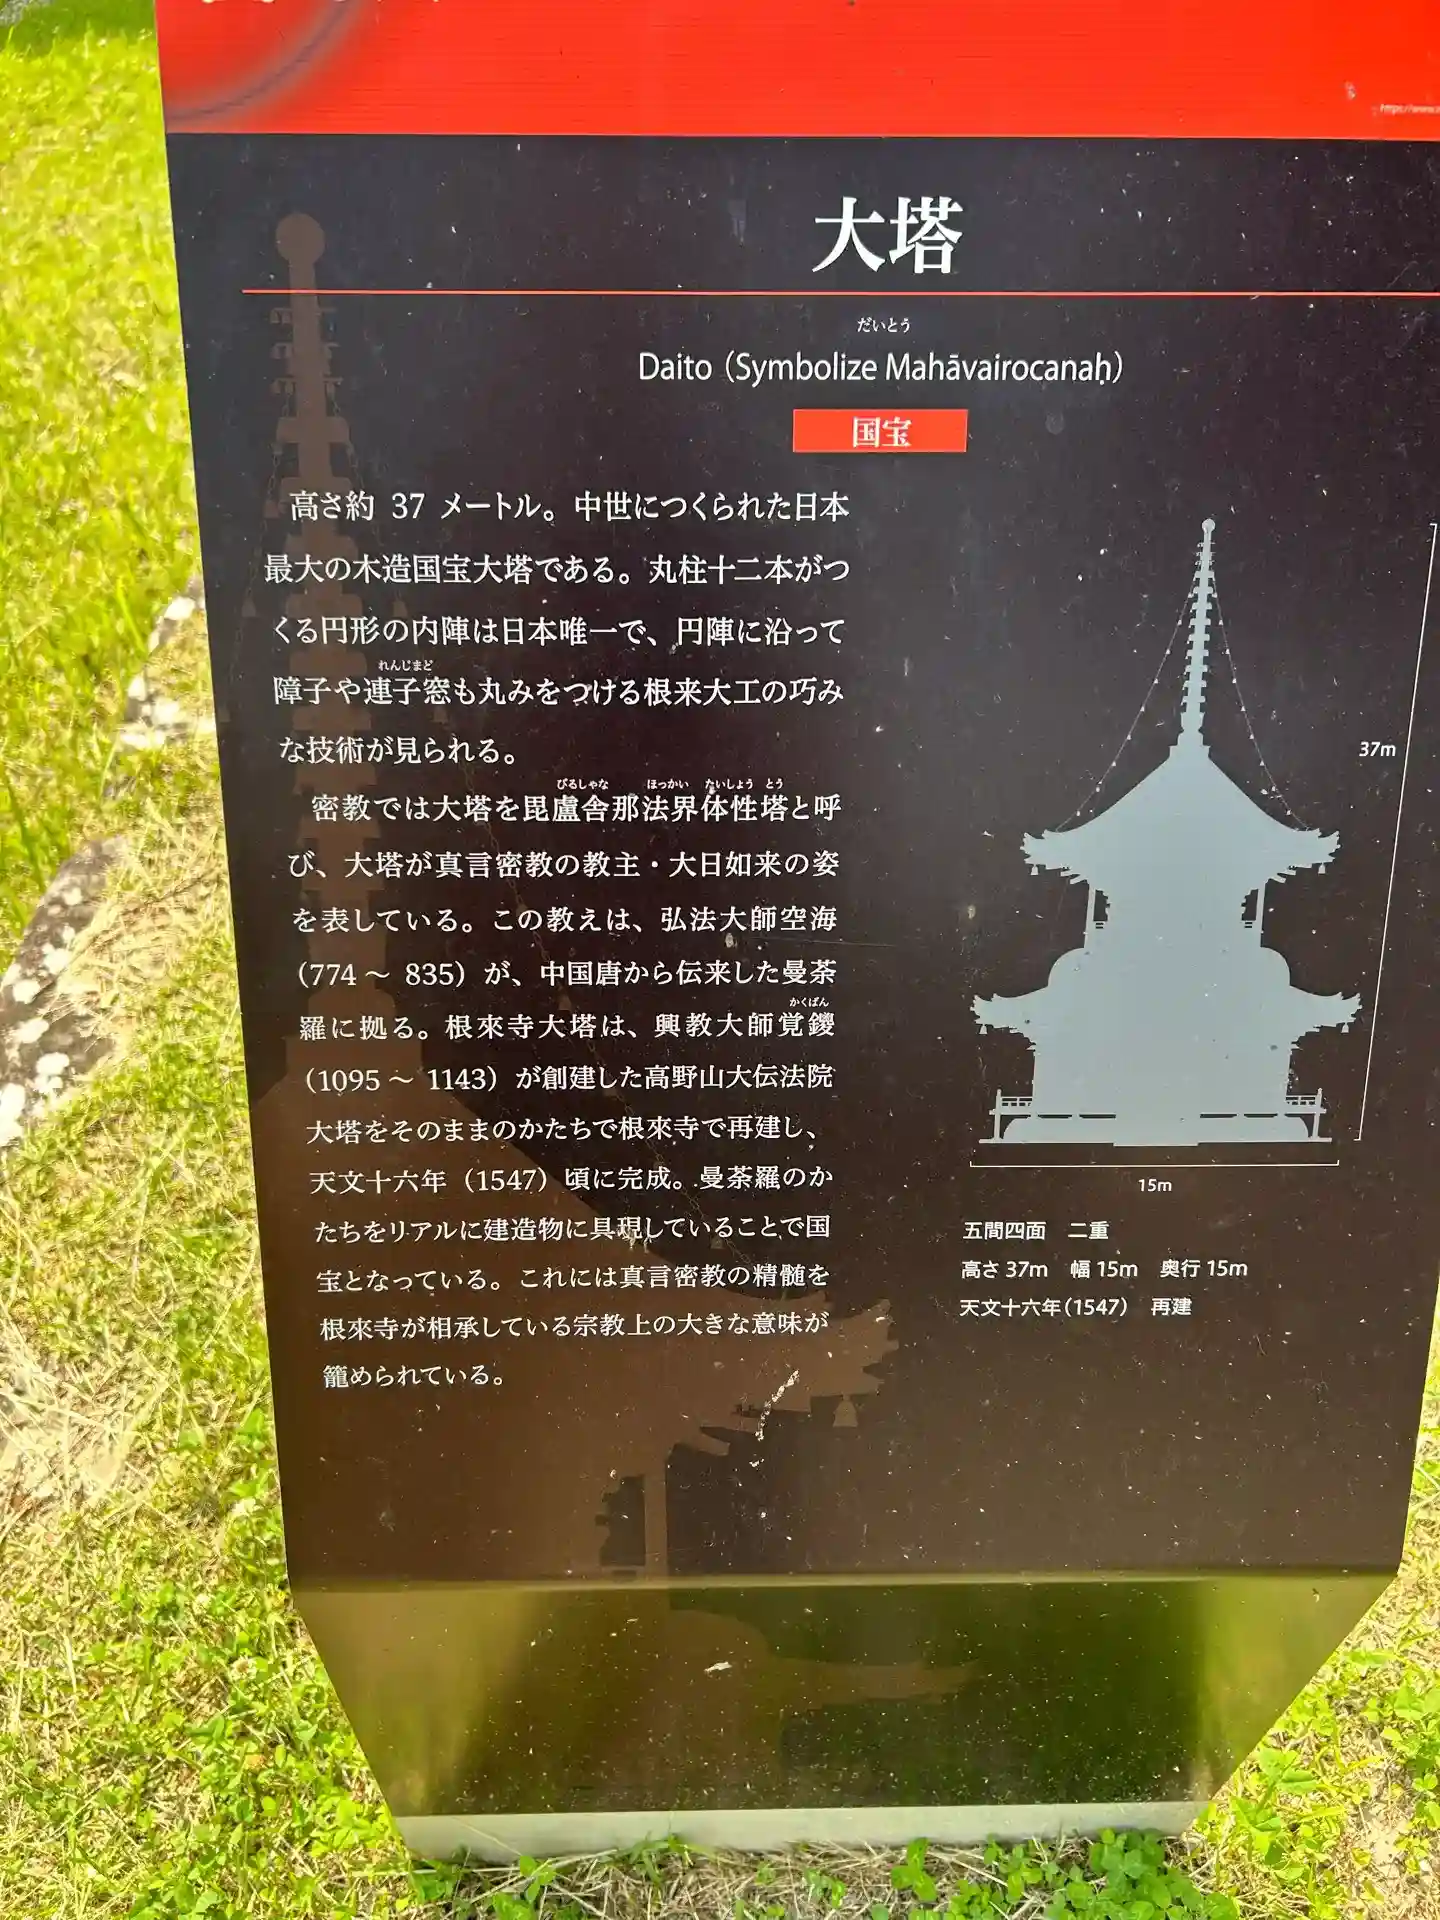 大塔
だいとう
Daito（Symbolize Mahāvairocanaḥ）
国宝
高さ約 37 メートル。中世につくられた日本
最大の木造国宝大塔である。丸柱十二本がつ
くる円形の内陣は日本唯一で、円陣に沿って
れんじまど
障子や連子窓も丸みをつける根来大工の巧み
な技術が見られる。
びるしゃな ほっかい たいしょう とう
密教では大塔を毘盧舎那法界体性塔と呼
び、大塔が真言密教の教主・大日如来の姿
を表している。この教えは、弘法大師空海
（774 〜 835）が、中国唐から伝来した曼荼
かくばん
羅に拠る。根來寺大塔は、興教大師覚鑁
（1095 〜 1143）が創建した高野山大伝法院
大塔をそのままのかたちで根來寺で再建し、
天文十六年（1547）頃に完成。曼荼羅のか
たちをリアルに建造物に具現していることで国
宝となっている。これには真言密教の精髄を
根來寺が相承している宗教上の大きな意味が
籠められている。
37m
15m
五間四面　二重
高さ 37m　幅 15m　奥行 15m
天文十六年（1547）　再建